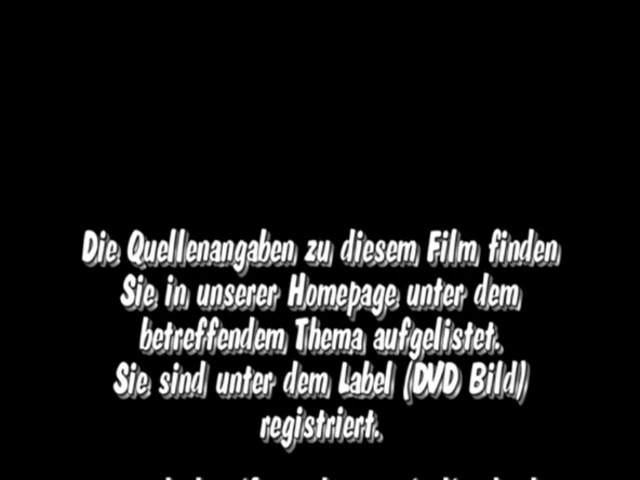 Die Quellenangaben zu diesem Film finden
Sie in unserer Homepage unter dem
betreffendem Thema aufgelistet.
Sie sind unter dem Label (DVD Bild)
registriert.